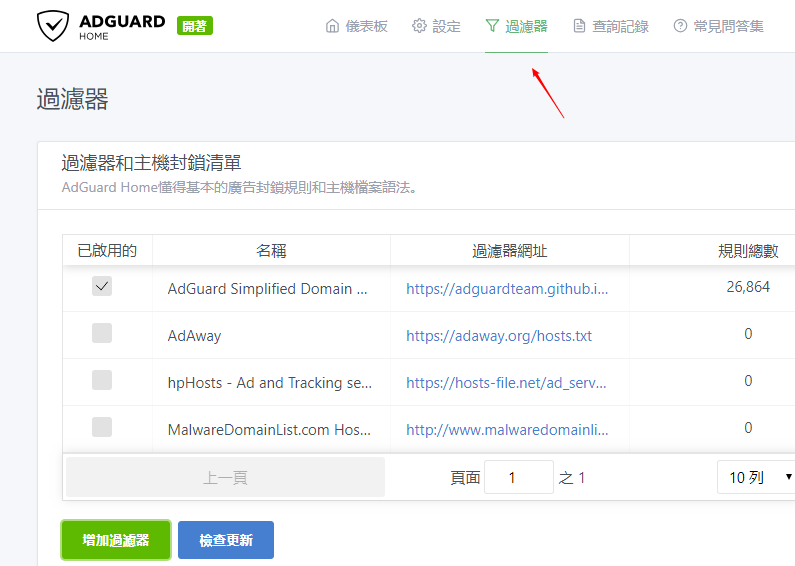 ADGUARD
HOME
開著
儀表板
設定
過濾器
查詢記錄
常見問答集
過濾器
過濾器和主機封鎖清單
AdGuard Home懂得基本的廣告封鎖規則和主機檔案語法。
已啟用的 名稱 過濾器網址 規則總數
AdGuard Simplified Domain ... https://adguardteam.github.i... 26,864
AdAway https://adaway.org/hosts.txt 0
hpHosts - Ad and Tracking se... https://hosts-file.net/ad_serv... 0
MalwareDomainList.com Hos... http://www.malwaredomainli... 0
上一頁 頁面 1 之 1 10 列
增加過濾器 檢查更新